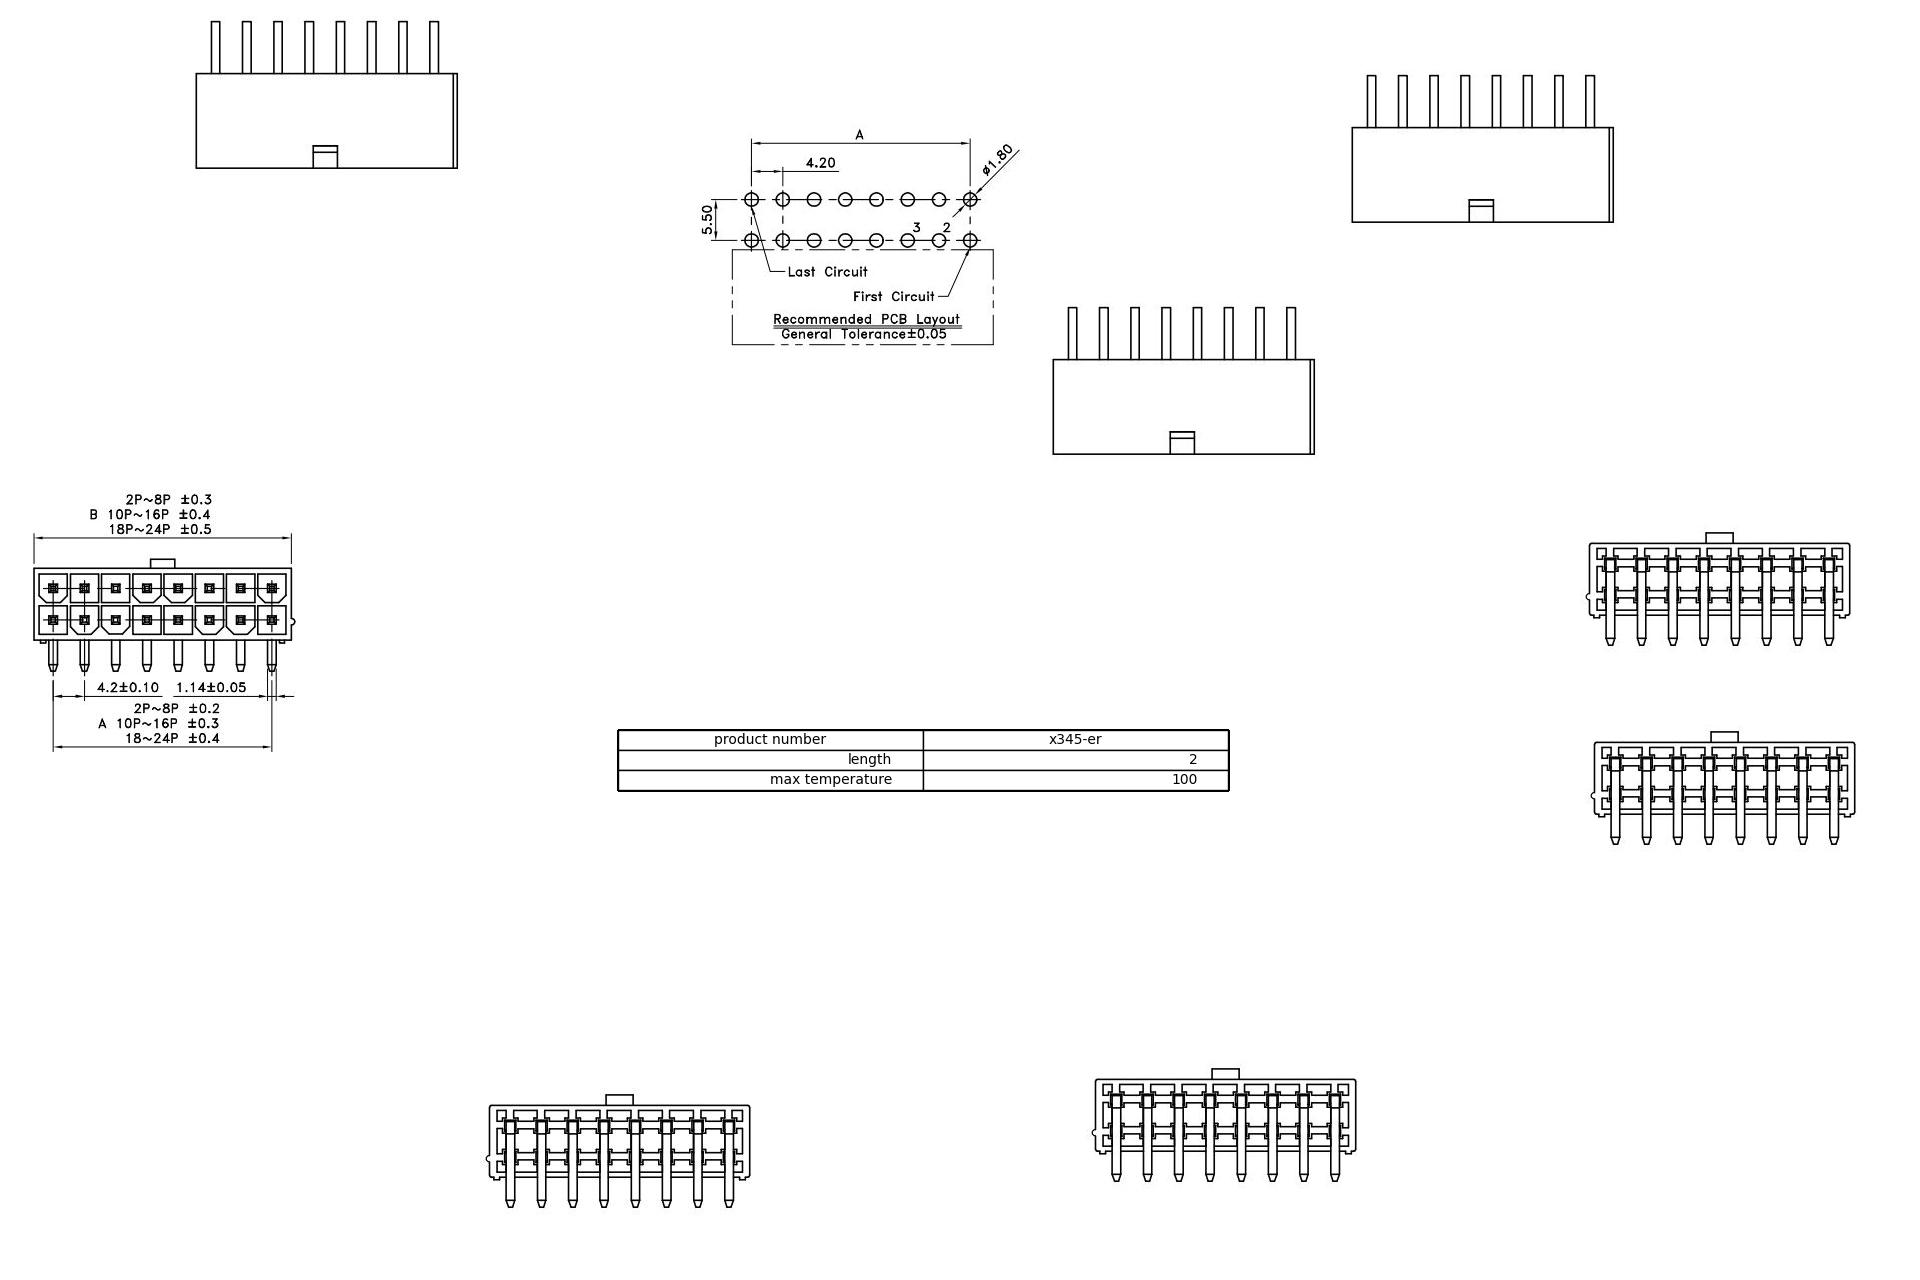 A
4.20
ø1.80
5.50
3 2
Last Circuit
First Circuit
Recommended PCB Layout
General Tolerance±0.05
2P~8P ±0.3
B 10P~16P ±0.4
18P~24P ±0.5
4.2±0.10 1.14±0.05
2P~8P ±0.2
A 10P~16P ±0.3
18~24P ±0.4
product number x345-er
length 2
max temperature 100